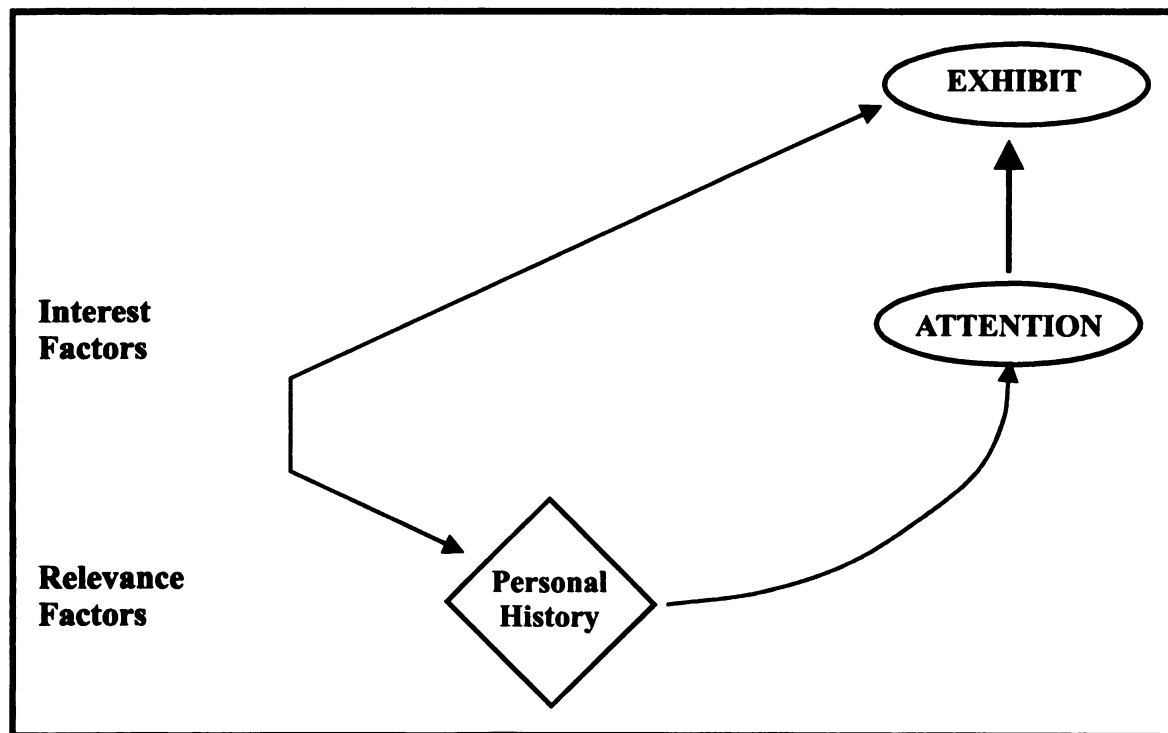 EXHIBIT
Interest
Factors
ATTENTION
Relevance
Factors
Personal
History